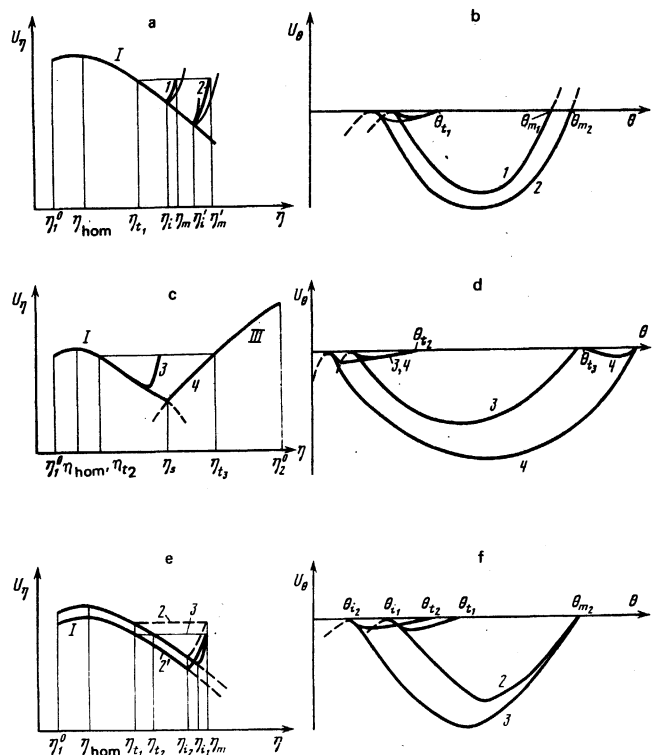 a
b
U_η
I
1
2
η_1^0
η_hom
η_t1
η_i
η_m
η_i'
η_m'
η
U_θ
θ_t1
θ_m1
θ_m2
θ
1
2
c
d
U_η
I
3
4
III
η_1^0
η_hom, η_t2
η_s
η_t3
η_2^0
η
U_θ
θ_t2
3,4
θ_t3
4
θ
3
4
e
f
U_η
I
2
3
2'
η_1^0
η_hom
η_t1
η_t2
η_i2
η_i1
η_m
η
U_θ
θ_i2
θ_i1
θ_t2
θ_t1
θ_m2
θ
2
3